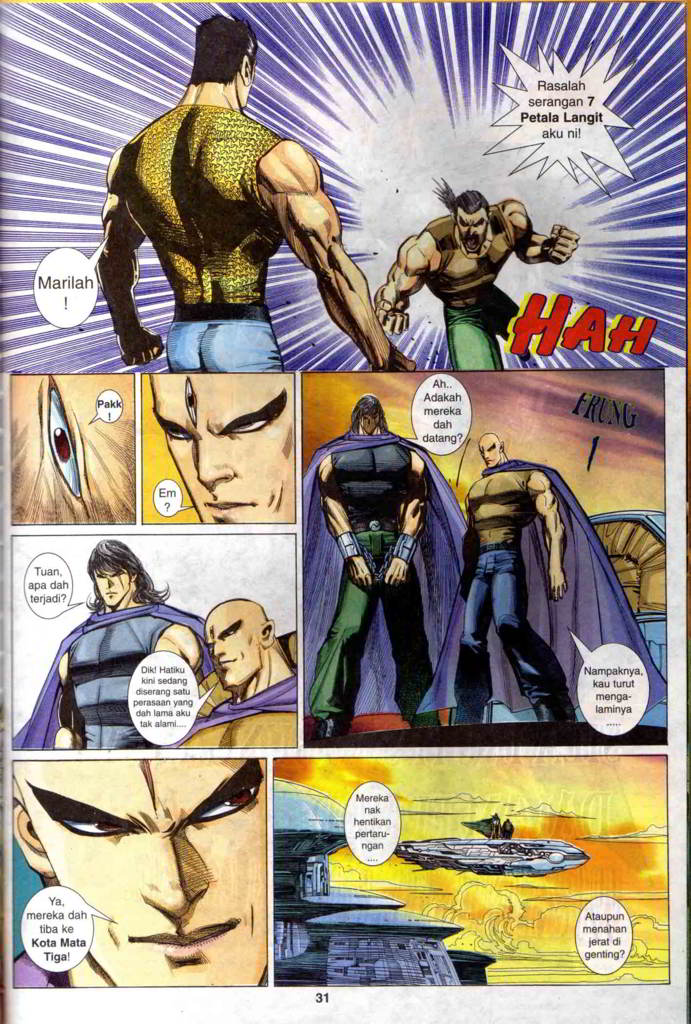 Rasalah
serangan 7
Petala Langit
aku ni!
Marilah
!
HAH
Pakk
!
Em
?
Ah..
Adakah
mereka
dah
datang?
FRUNG
!
Nampaknya,
kau turut
menga-
laminya
.....
Tuan,
apa dah
terjadi?
Dik! Hatiku
kini sedang
diserang satu
perasaan yang
dah lama aku
tak alami....
Ya,
mereka dah
tiba ke
Kota Mata
Tiga!
Mereka
nak
hentikan
pertaru-
ngan
....
Ataupun
menahan
jerat di
genting?
31